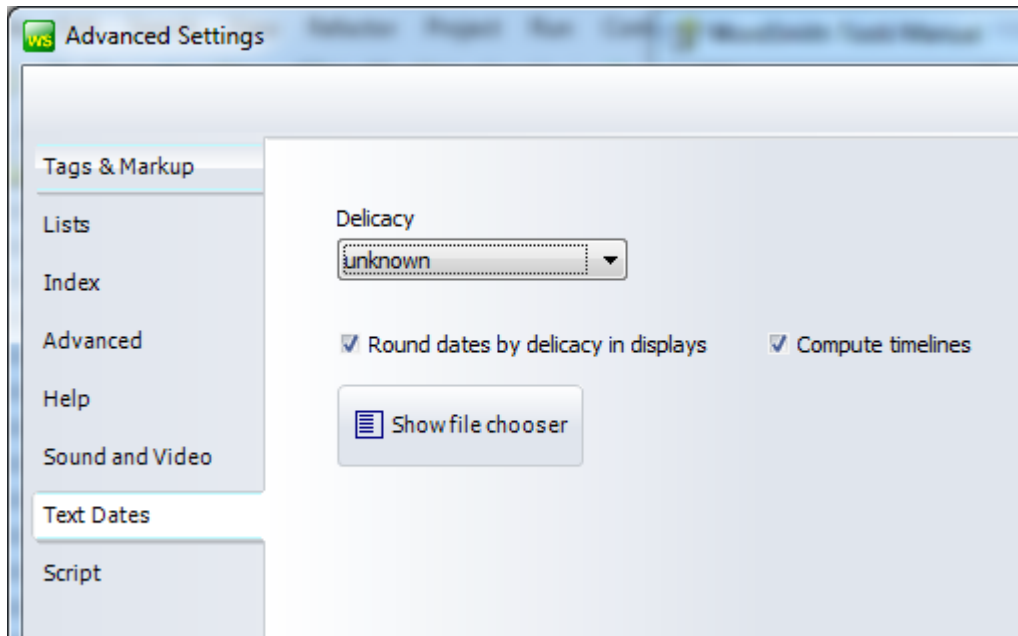 WS Advanced Settings
Tags & Markup
Lists
Index
Advanced
Help
Sound and Video
Text Dates
Script
Delicacy
unknown
Round dates by delicacy in displays
Compute timelines
Show file chooser